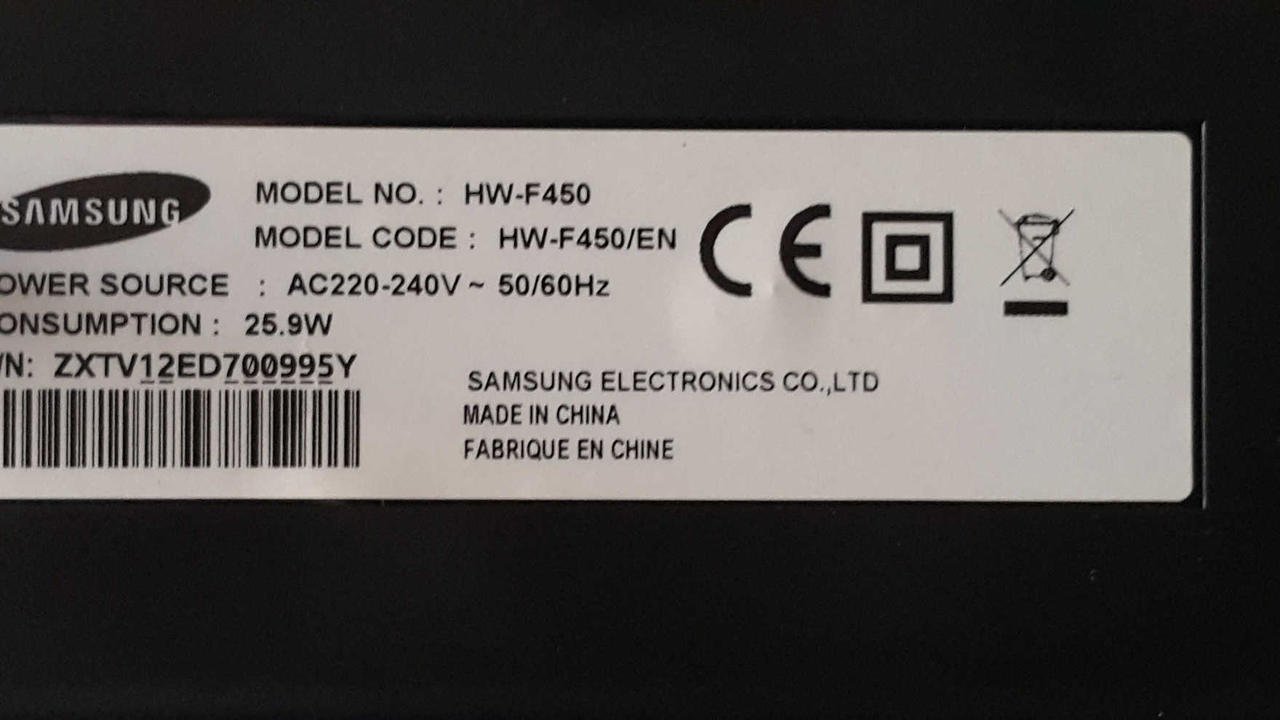 SAMSUNG
MODEL NO. : HW-F450
MODEL CODE : HW-F450/EN
OWER SOURCE : AC220-240V ~ 50/60Hz
ONSUMPTION : 25.9W
/N: ZXTV12ED700995Y
SAMSUNG ELECTRONICS CO.,LTD
MADE IN CHINA
FABRIQUE EN CHINE
CE